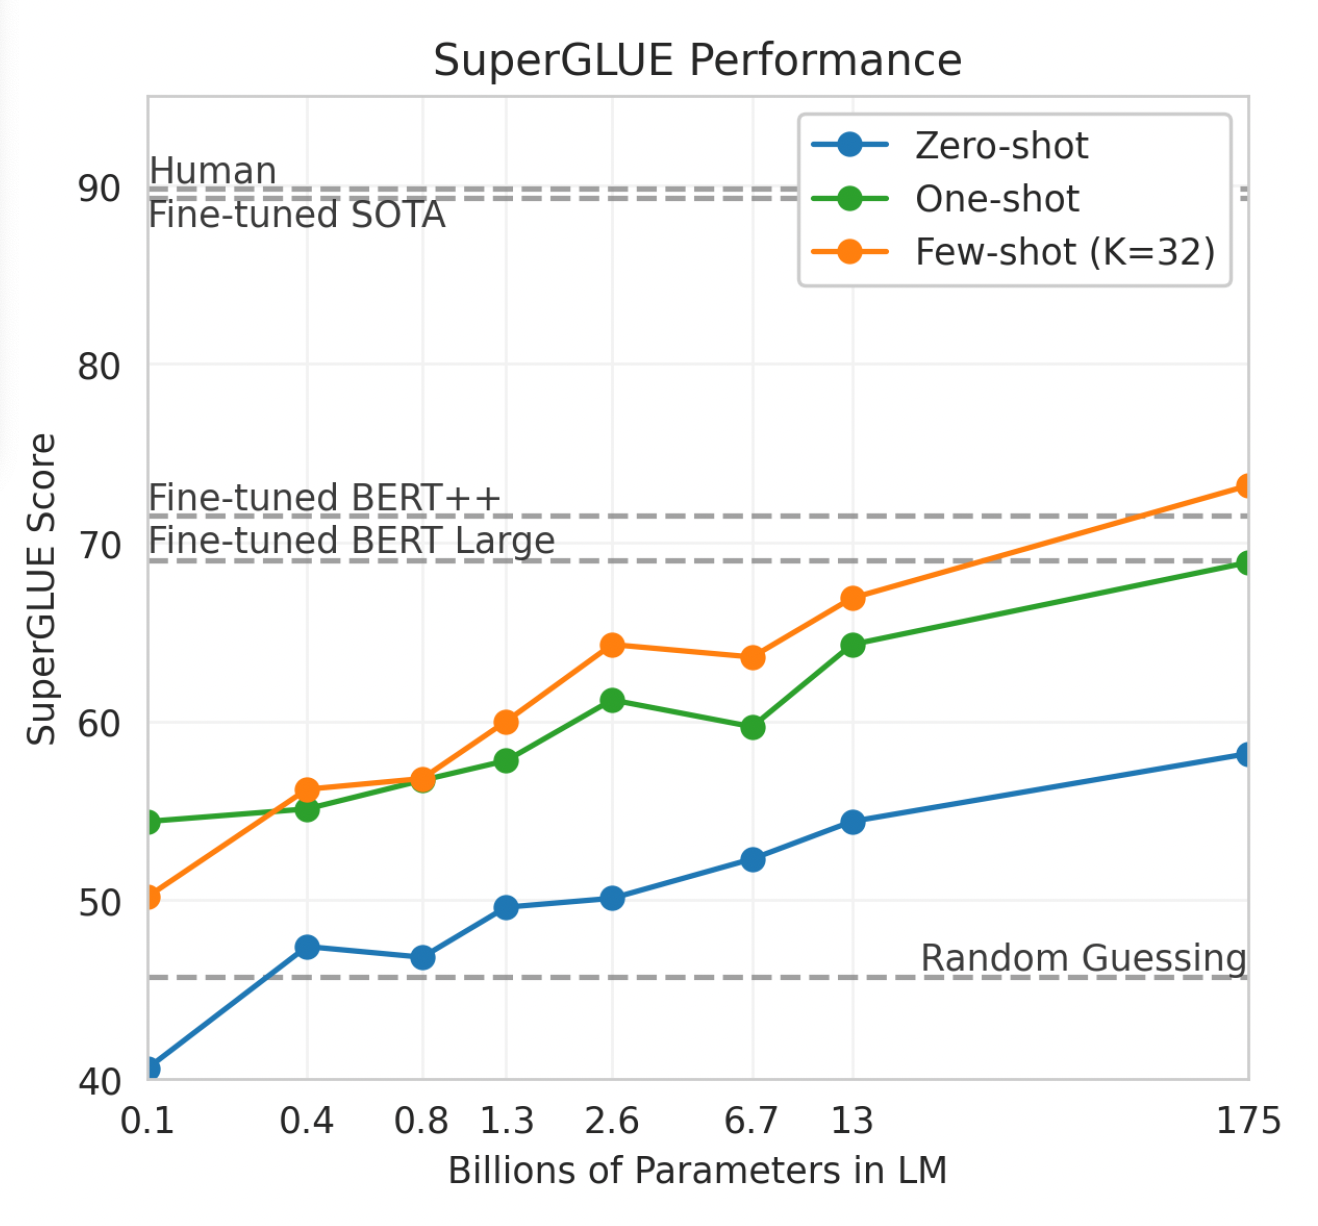 SuperGLUE Performance
Zero-shot
One-shot
Few-shot (K=32)
Human
Fine-tuned SOTA
Fine-tuned BERT++
Fine-tuned BERT Large
Random Guessing
SuperGLUE Score
90
80
70
60
50
40
0.1 0.4 0.8 1.3 2.6 6.7 13 175
Billions of Parameters in LM